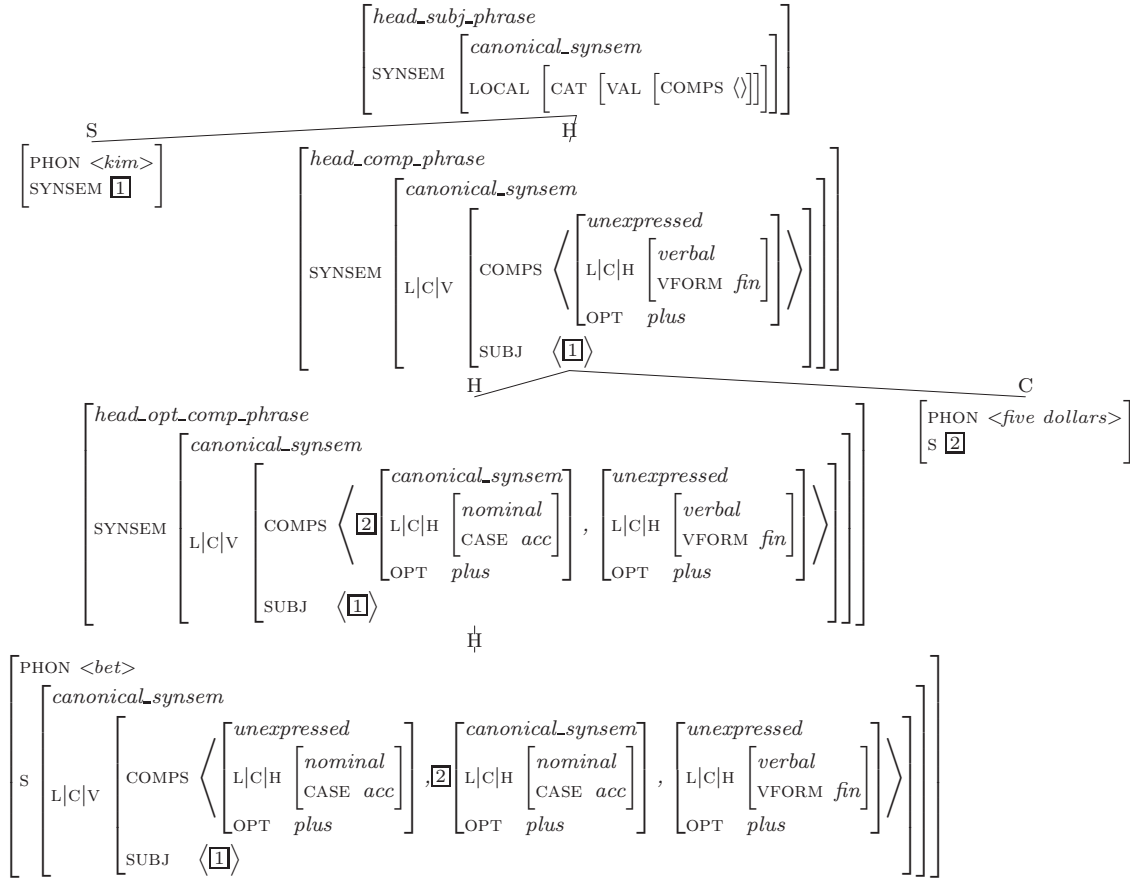 head_subj_phrase
canonical_synsem
SYNSEM
LOCAL [CAT [VAL [COMPS ⟨⟩]]]
S H
PHON <kim>
SYNSEM 1
head_comp_phrase
canonical_synsem
unexpressed
verbal
COMPS L|C|H
SYNSEM L|C|V VFORM fin
OPT plus
SUBJ ⟨1⟩
H C
PHON <five dollars>
S 2
head_opt_comp_phrase
canonical_synsem
canonical_synsem unexpressed
nominal verbal
SYNSEM L|C|V COMPS ⟨ 2 L|C|H CASE acc , L|C|H VFORM fin ⟩
OPT plus OPT plus
SUBJ ⟨1⟩
H
PHON <bet>
canonical_synsem
unexpressed canonical_synsem unexpressed
nominal nominal verbal
S L|C|V COMPS ⟨ L|C|H CASE acc , 2 L|C|H CASE acc , L|C|H VFORM fin ⟩
OPT plus OPT plus OPT plus
SUBJ ⟨1⟩